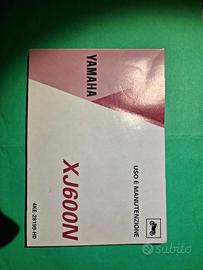 YAMAHA
XJ600N
USO E MANUTENZIONE
4KE-28199-H0
subito